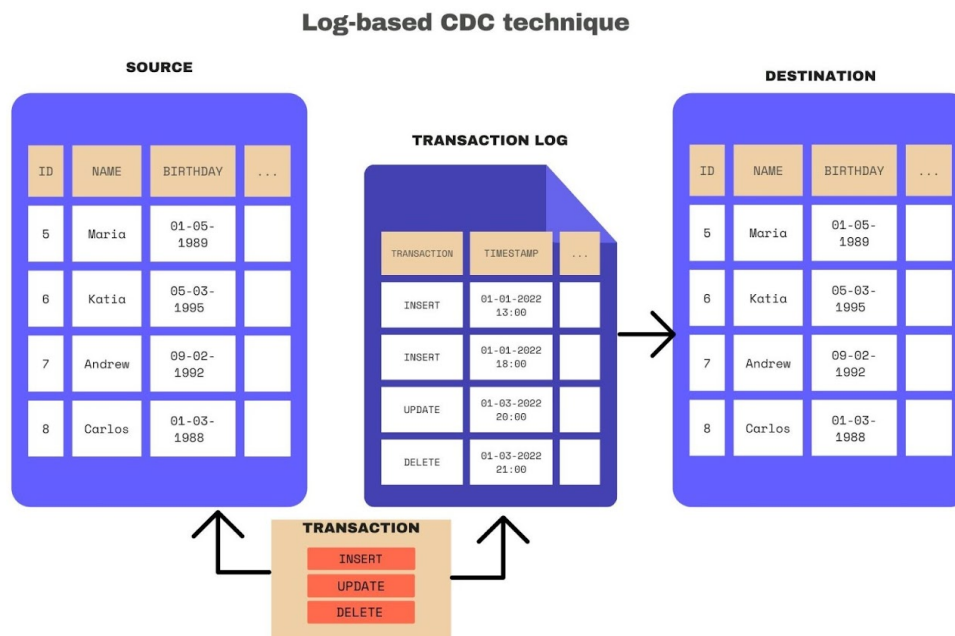 Log-based CDC technique
SOURCE
ID NAME BIRTHDAY ...
5 Maria 01-05-
1989
6 Katia 05-03-
1995
7 Andrew 09-02-
1992
8 Carlos 01-03-
1988
TRANSACTION LOG
TRANSACTION TIMESTAMP ...
INSERT 01-01-2022
13:00
INSERT 01-01-2022
18:00
UPDATE 01-03-2022
20:00
DELETE 01-03-2022
21:00
DESTINATION
ID NAME BIRTHDAY ...
5 Maria 01-05-
1989
6 Katia 05-03-
1995
7 Andrew 09-02-
1992
8 Carlos 01-03-
1988
TRANSACTION
INSERT
UPDATE
DELETE